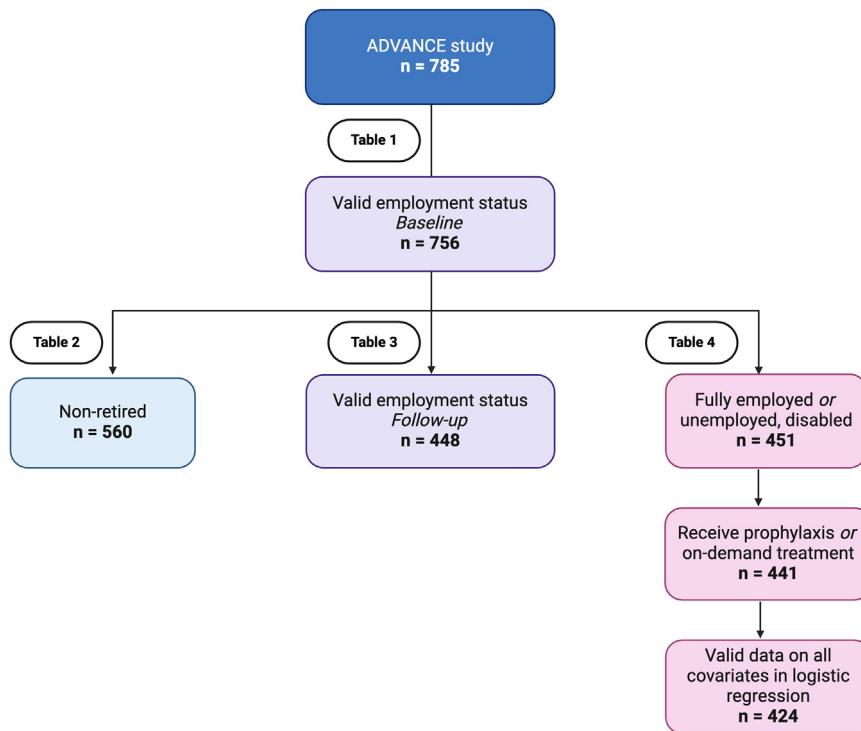 ADVANCE study
n = 785
Table 1
Valid employment status
Baseline
n = 756
Table 2
Table 3
Table 4
Non-retired
n = 560
Valid employment status
Follow-up
n = 448
Fully employed or
unemployed, disabled
n = 451
Receive prophylaxis or
on-demand treatment
n = 441
Valid data on all
covariates in logistic
regression
n = 424